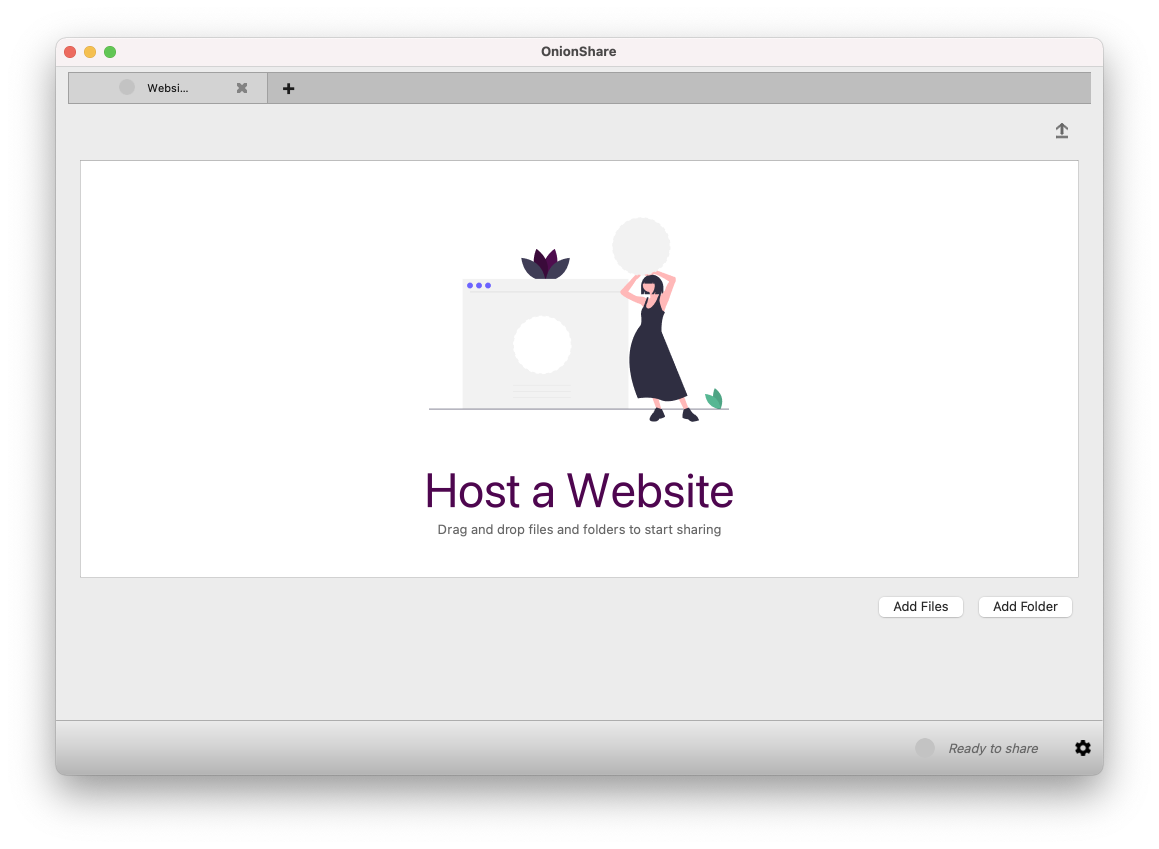 OnionShare
Websi...
Host a Website
Drag and drop files and folders to start sharing
Add Files Add Folder
Ready to share